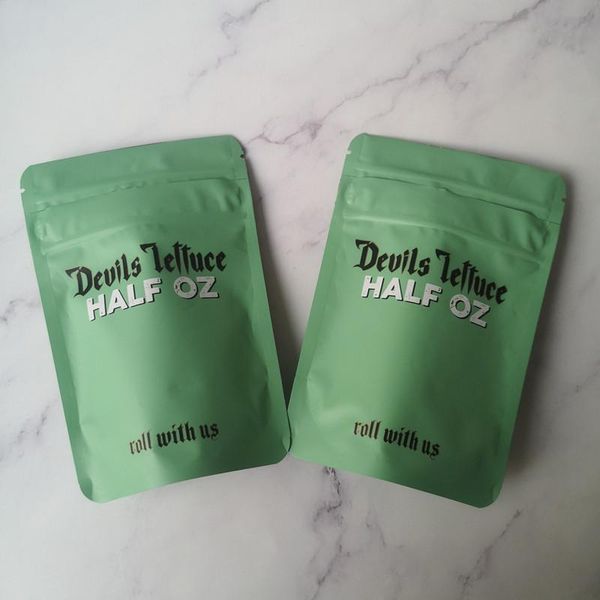 Devils Lettuce
HALF OZ
roll with us
Devils Lettuce
HALF OZ
roll with us